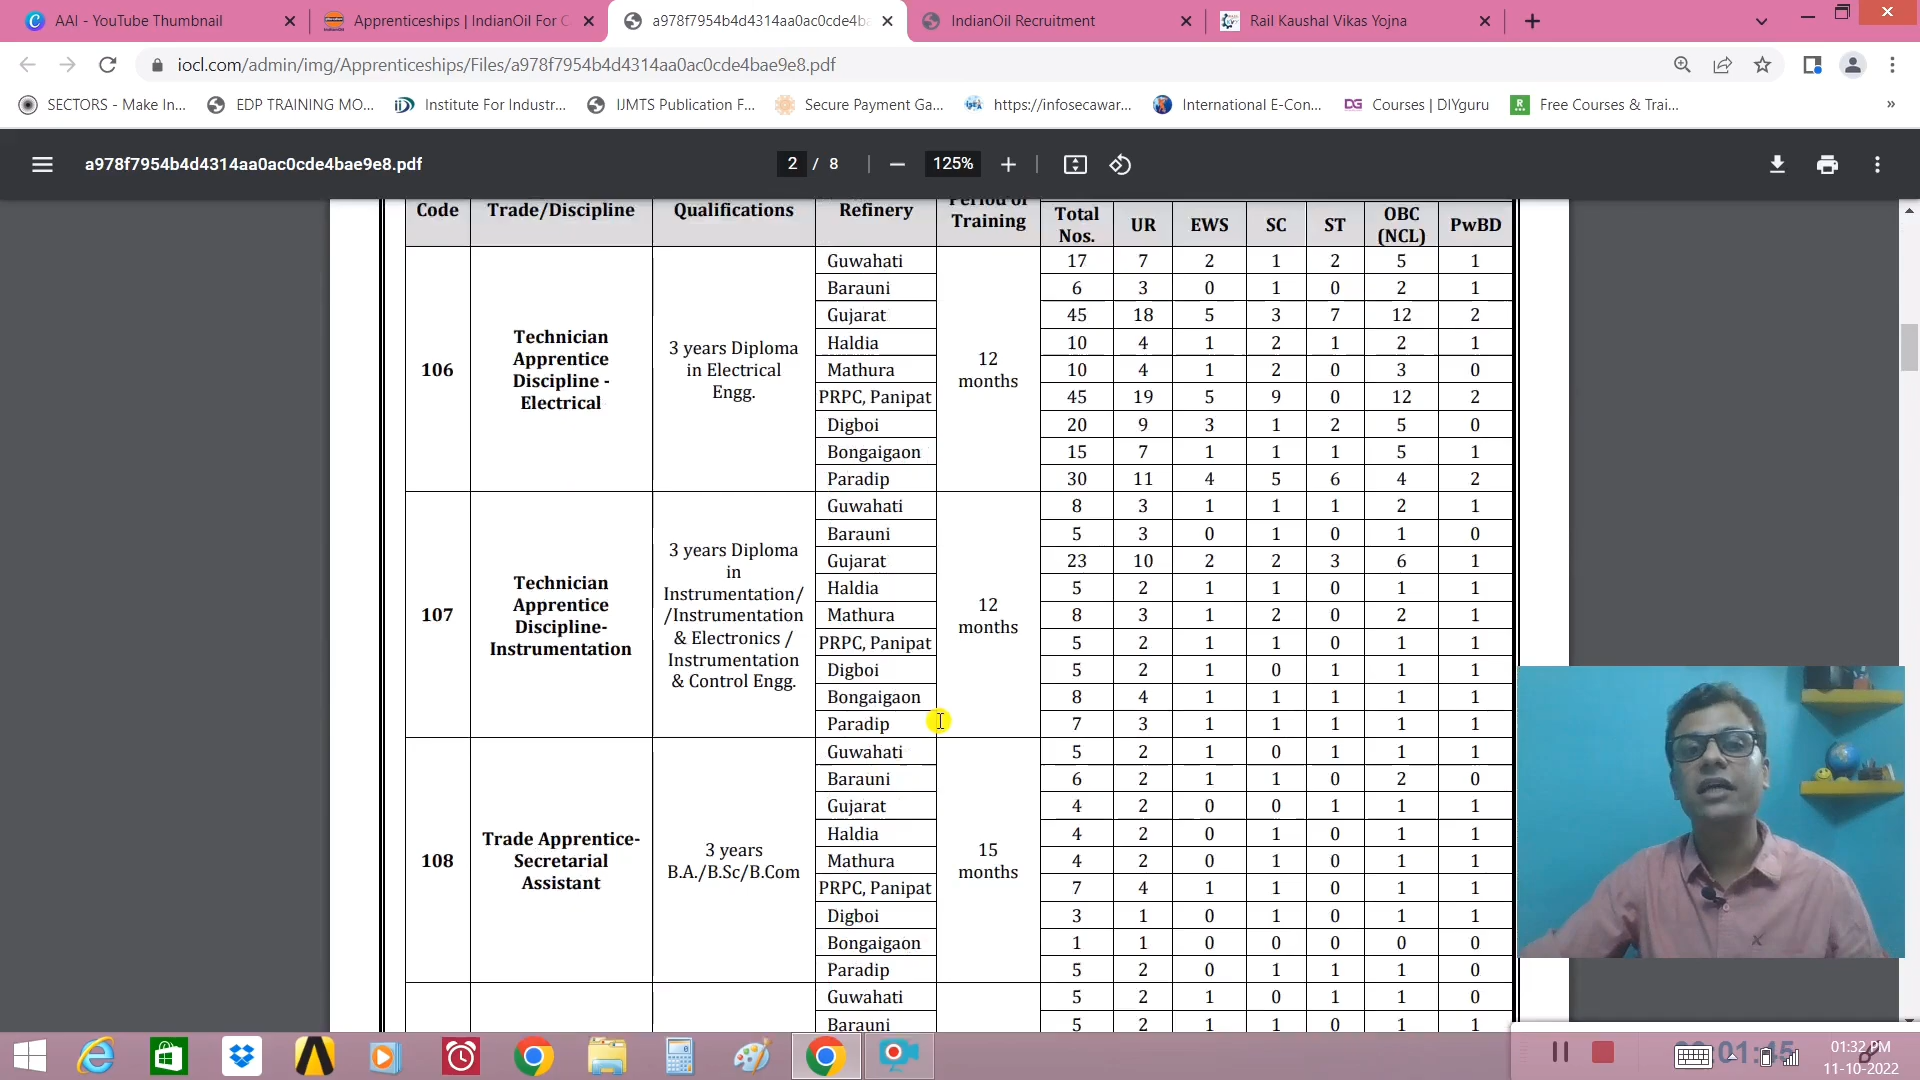 AAI - YouTube Thumbnail
Apprenticeships | IndianOil For C
a978f7954b4d4314aa0ac0cde4ba
IndianOil Recruitment
Rail Kaushal Vikas Yojna
iocl.com/admin/img/Apprenticeships/Files/a978f7954b4d4314aa0ac0cde4bae9e8.pdf
SECTORS - Make In...
EDP TRAINING MO...
Institute For Industr...
IJMTS Publication F...
Secure Payment Ga...
https://infosecawar...
International E-Con...
DG Courses | DIYguru
Free Courses & Trai...
a978f7954b4d4314aa0ac0cde4bae9e8.pdf
2 / 8
125%
Code Trade/Discipline Qualifications Refinery Period of Training Total Nos. UR EWS SC ST OBC (NCL) PwBD
106 Technician Apprentice Discipline - Electrical 3 years Diploma in Electrical Engg. 12 months
Guwahati 17 7 2 1 2 5 1
Barauni 6 3 0 1 0 2 1
Gujarat 45 18 5 3 7 12 2
Haldia 10 4 1 2 1 2 1
Mathura 10 4 1 2 0 3 0
PRPC, Panipat 45 19 5 9 0 12 2
Digboi 20 9 3 1 2 5 0
Bongaigaon 15 7 1 1 1 5 1
Paradip 30 11 4 5 6 4 2
107 Technician Apprentice Discipline- Instrumentation 3 years Diploma in Instrumentation/ /Instrumentation & Electronics / Instrumentation & Control Engg. 12 months
Guwahati 8 3 1 1 1 2 1
Barauni 5 3 0 1 0 1 0
Gujarat 23 10 2 2 3 6 1
Haldia 5 2 1 1 0 1 1
Mathura 8 3 1 2 0 2 1
PRPC, Panipat 5 2 1 1 0 1 1
Digboi 5 2 1 0 1 1 1
Bongaigaon 8 4 1 1 1 1 1
Paradip 7 3 1 1 1 1 1
108 Trade Apprentice- Secretarial Assistant 3 years B.A./B.Sc/B.Com 15 months
Guwahati 5 2 1 0 1 1 1
Barauni 6 2 1 1 0 2 0
Gujarat 4 2 0 0 1 1 1
Haldia 4 2 0 1 0 1 1
Mathura 4 2 0 1 0 1 1
PRPC, Panipat 7 4 1 1 0 1 1
Digboi 3 1 0 1 0 1 1
Bongaigaon 1 1 0 0 0 0 0
Paradip 5 2 0 1 1 1 0
Guwahati 5 2 1 0 1 1 0
Barauni 5 2 1 1 0 1 1
01:32 PM
11-10-2022